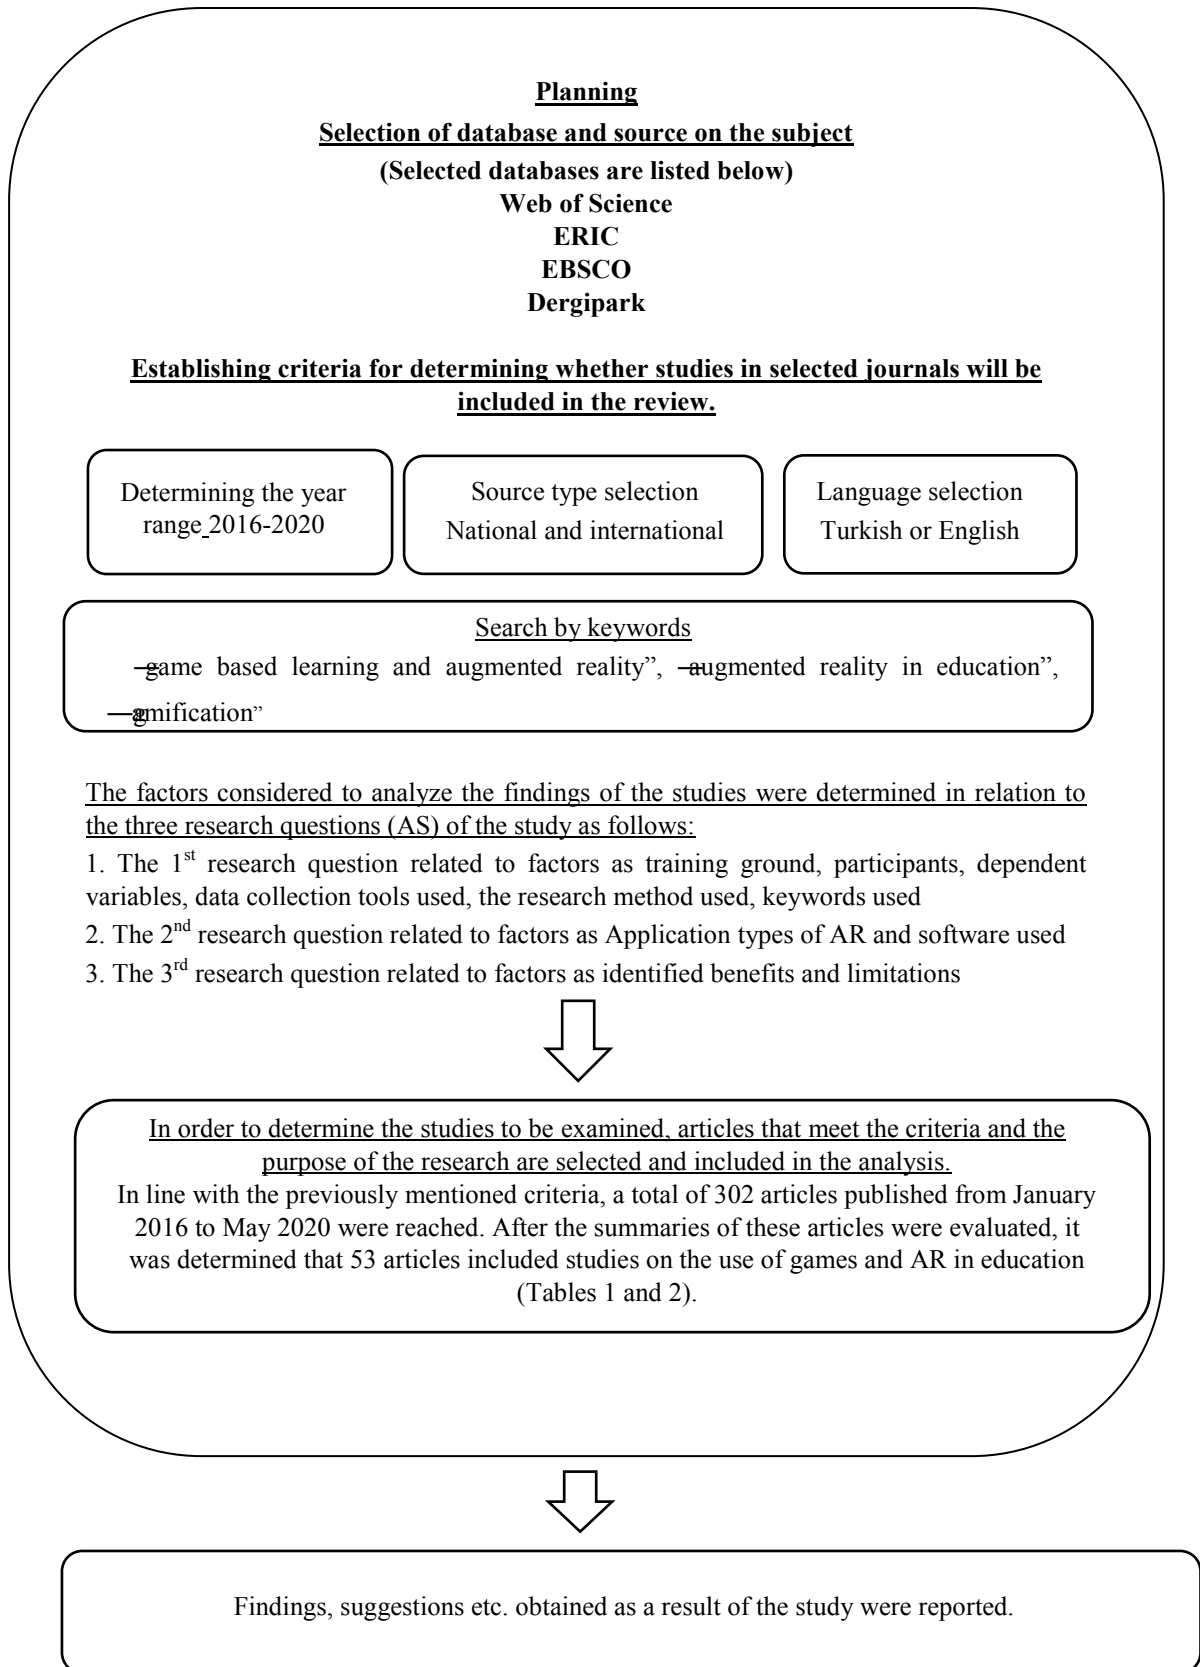 Planning
Selection of database and source on the subject
(Selected databases are listed below)
Web of Science
ERIC
EBSCO
Dergipark
Establishing criteria for determining whether studies in selected journals will be
included in the review.
Determining the year
range 2016-2020
Source type selection
National and international
Language selection
Turkish or English
Search by keywords
―game based learning and augmented reality”, ―augmented reality in education”,
―gamification”
The factors considered to analyze the findings of the studies were determined in relation to
the three research questions (AS) of the study as follows:
1. The 1st research question related to factors as training ground, participants, dependent
variables, data collection tools used, the research method used, keywords used
2. The 2nd research question related to factors as Application types of AR and software used
3. The 3rd research question related to factors as identified benefits and limitations
In order to determine the studies to be examined, articles that meet the criteria and the
purpose of the research are selected and included in the analysis.
In line with the previously mentioned criteria, a total of 302 articles published from January
2016 to May 2020 were reached. After the summaries of these articles were evaluated, it
was determined that 53 articles included studies on the use of games and AR in education
(Tables 1 and 2).
Findings, suggestions etc. obtained as a result of the study were reported.